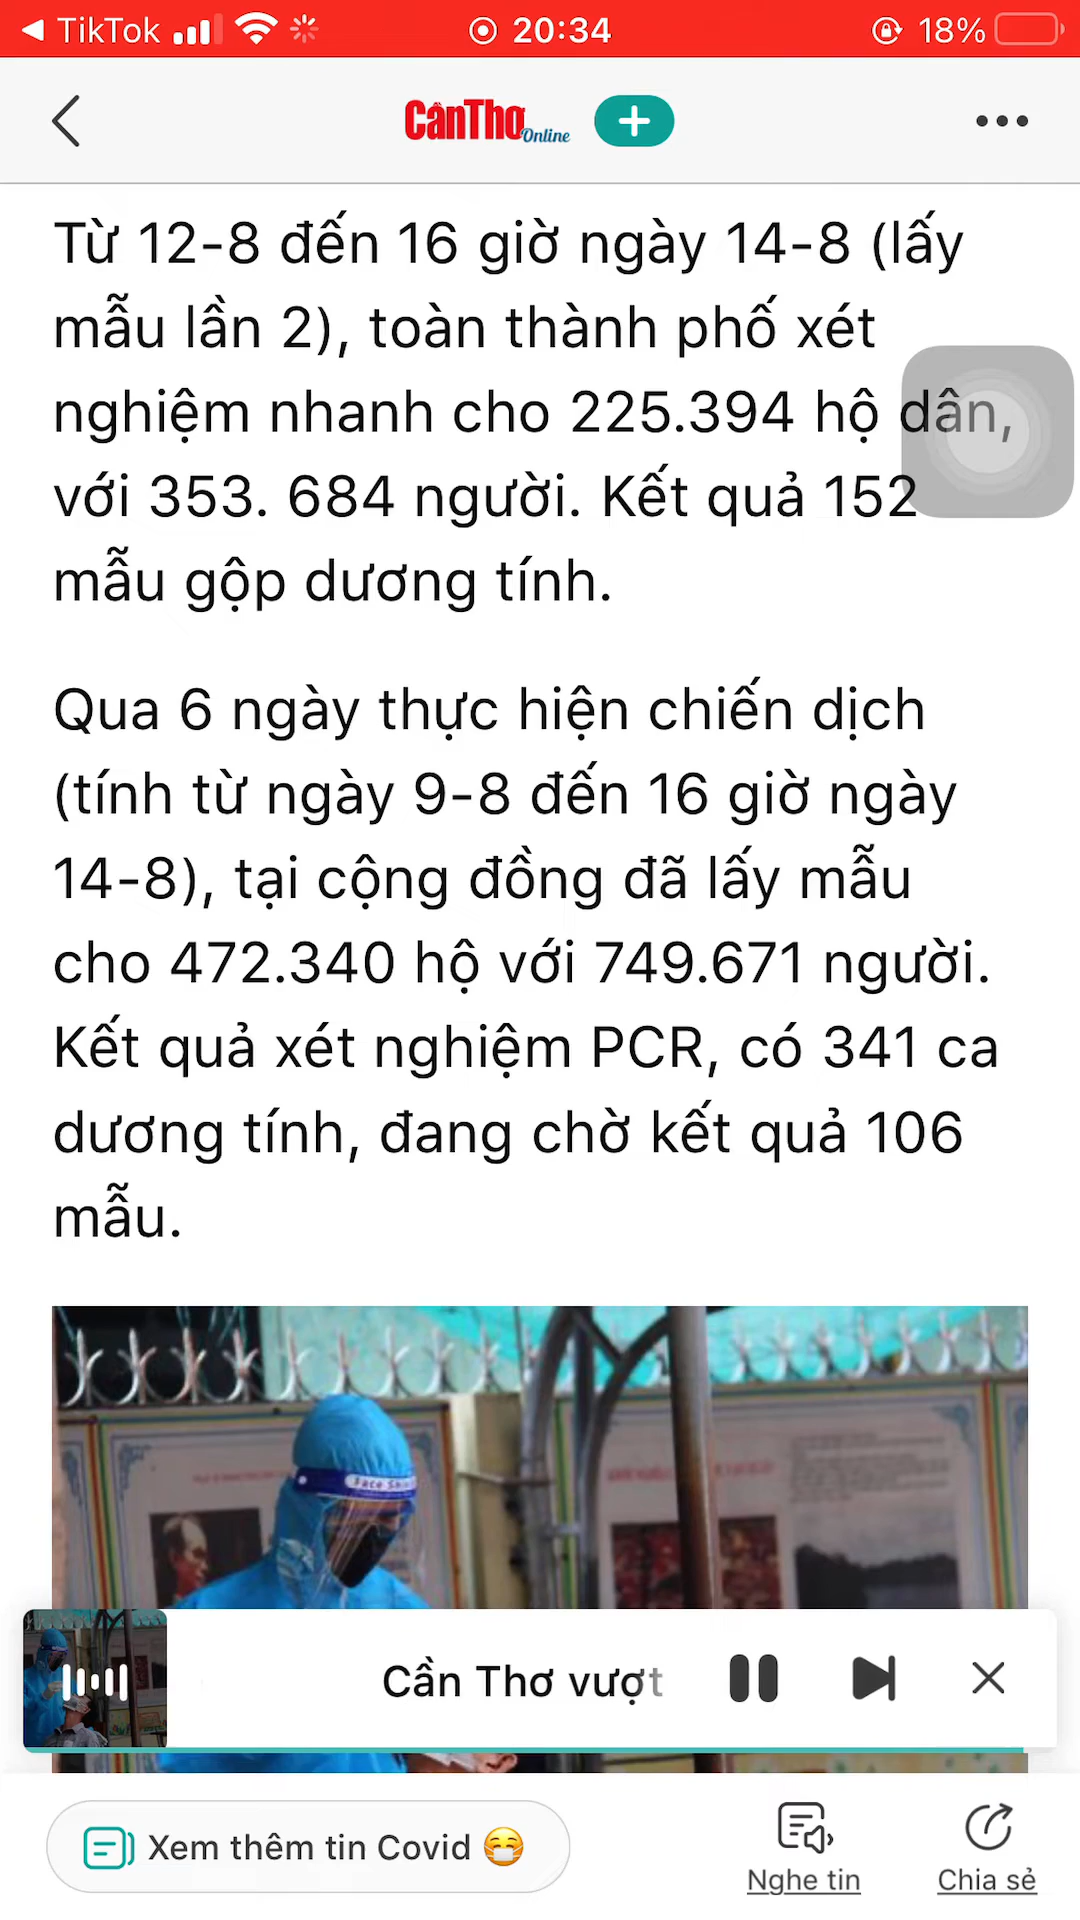 TikTok 20:34 18%
CầnThơ Online
Từ 12-8 đến 16 giờ ngày 14-8 (lấy
mẫu lần 2), toàn thành phố xét
nghiệm nhanh cho 225.394 hộ dân,
với 353. 684 người. Kết quả 152
mẫu gộp dương tính.
Qua 6 ngày thực hiện chiến dịch
(tính từ ngày 9-8 đến 16 giờ ngày
14-8), tại cộng đồng đã lấy mẫu
cho 472.340 hộ với 749.671 người.
Kết quả xét nghiệm PCR, có 341 ca
dương tính, đang chờ kết quả 106
mẫu.
Face Shield
Cần Thơ vượt
Xem thêm tin Covid 😷
Nghe tin
Chia sẻ